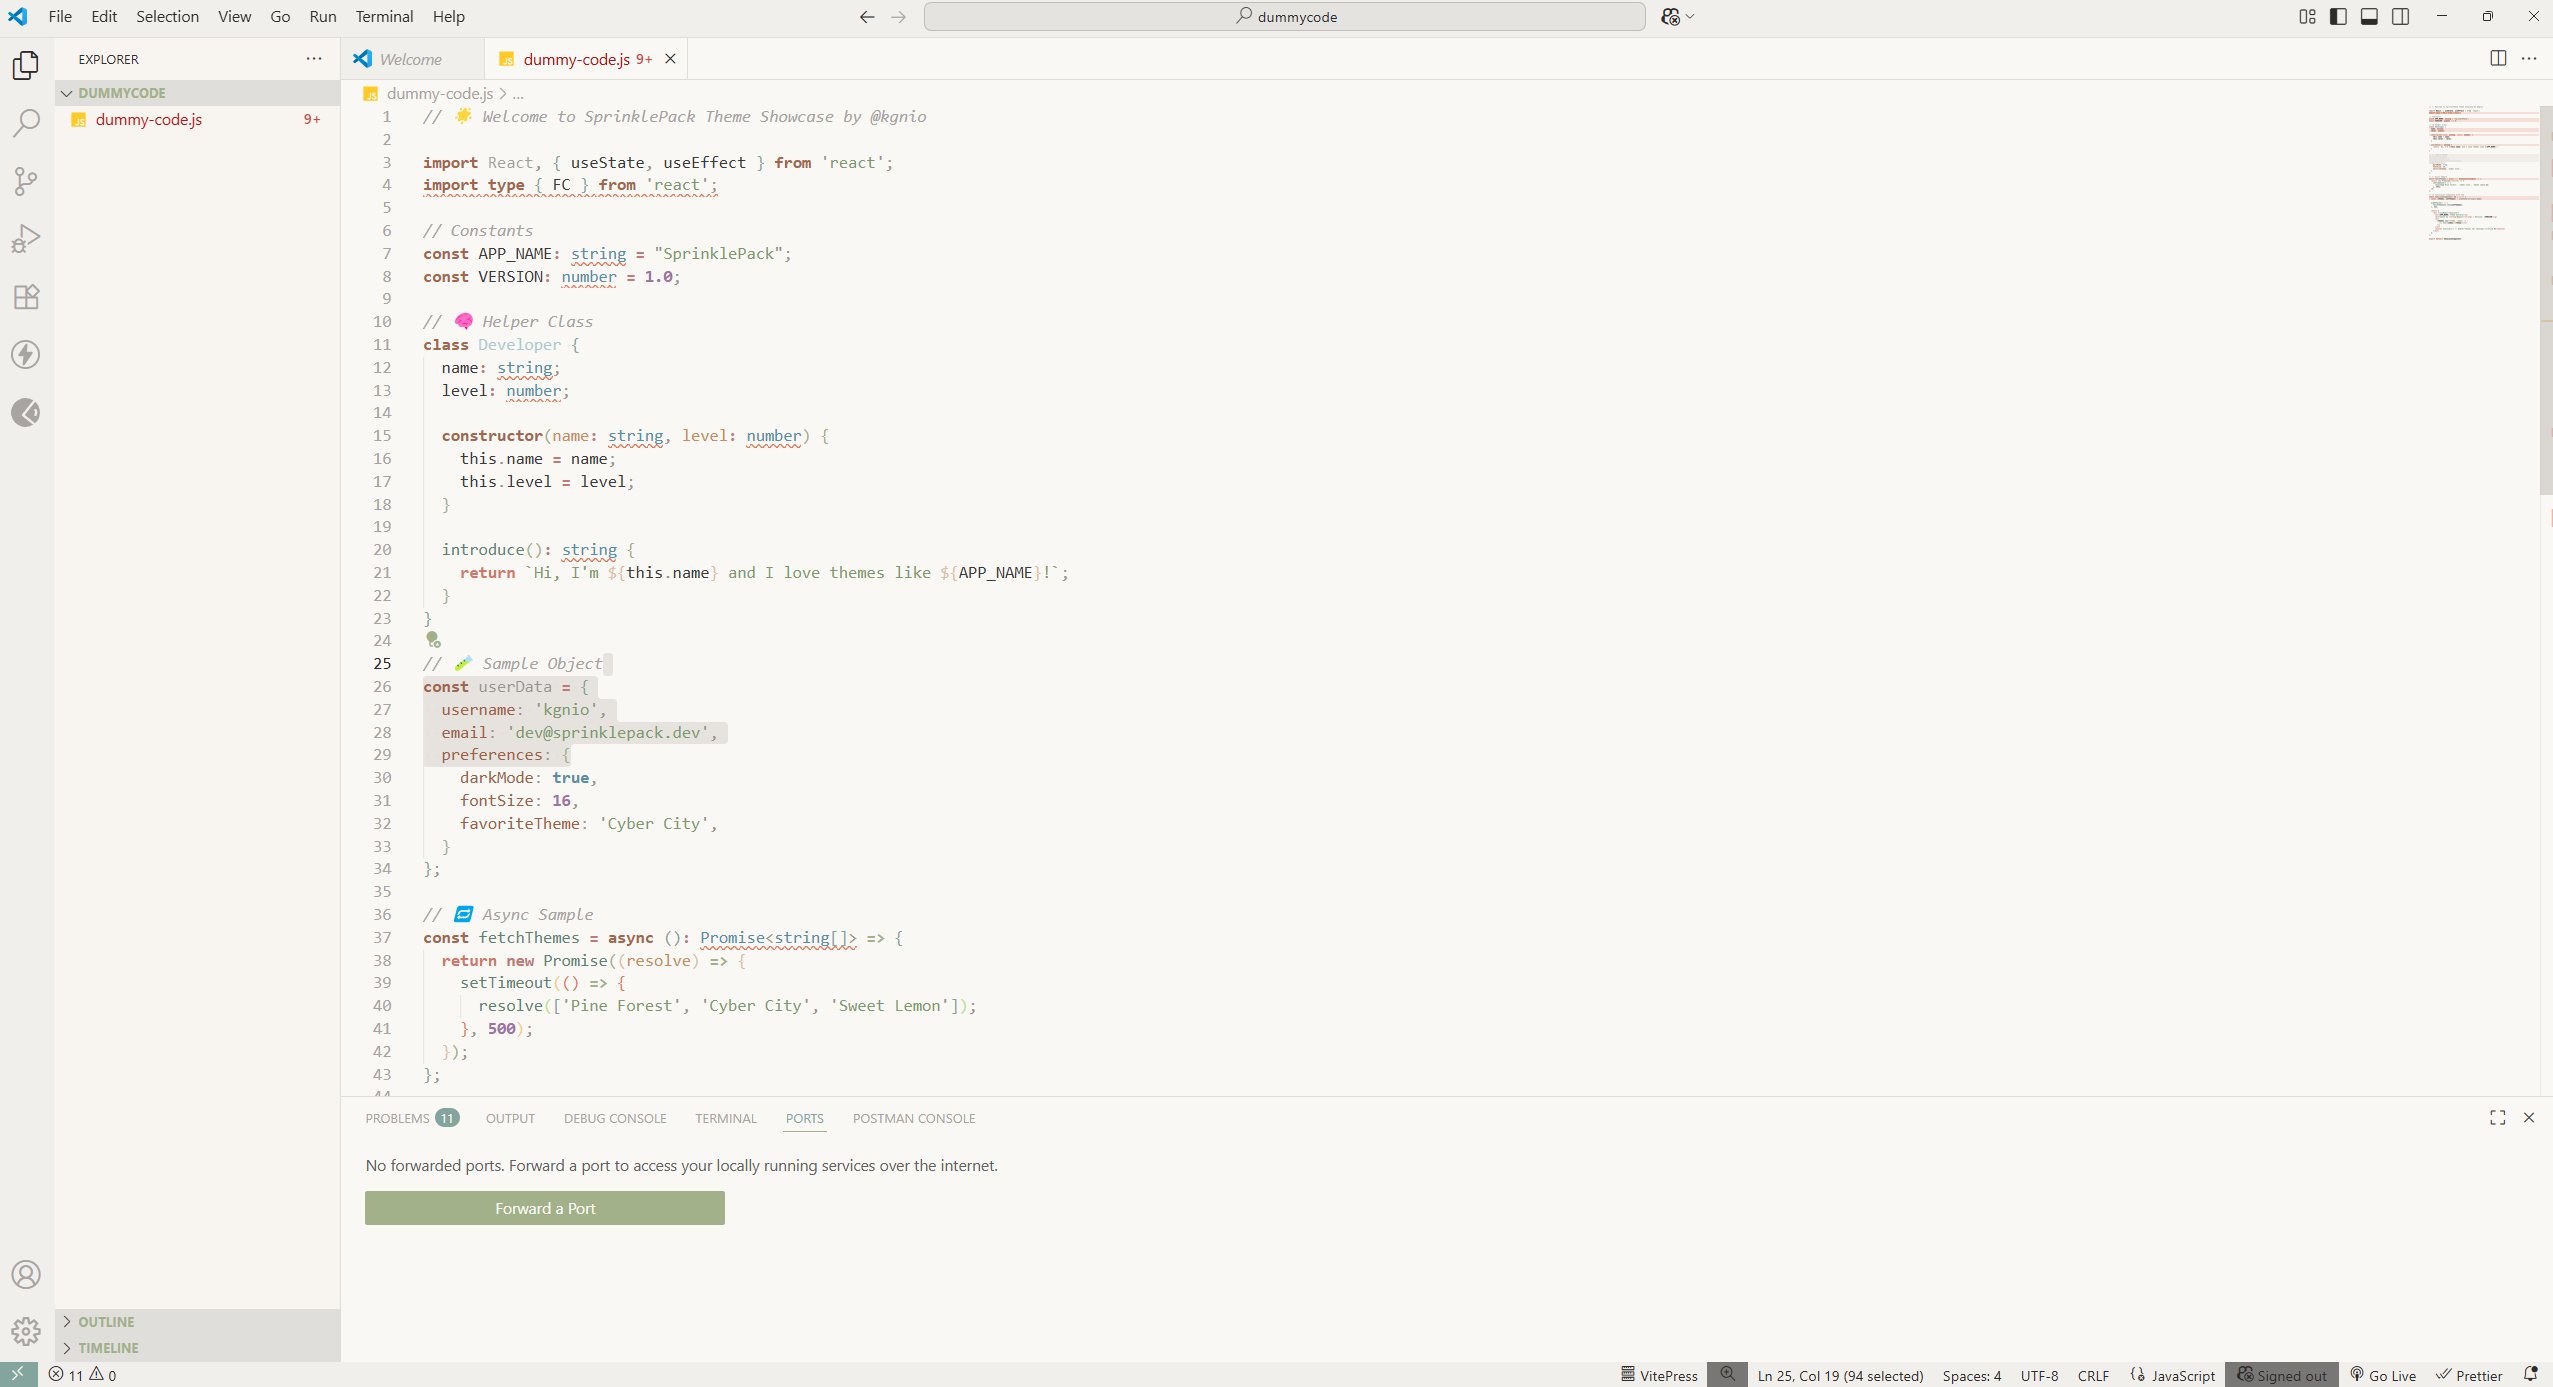 File Edit Selection View Go Run Terminal Help
dummycode
EXPLORER
DUMMYCODE
dummy-code.js 9+
OUTLINE
TIMELINE
Welcome
dummy-code.js 9+
dummy-code.js > ...
1 // 🌟 Welcome to SprinklePack Theme Showcase by @kgnio
2
3 import React, { useState, useEffect } from 'react';
4 import type { FC } from 'react';
5
6 // Constants
7 const APP_NAME: string = "SprinklePack";
8 const VERSION: number = 1.0;
9
10 // 🧠 Helper Class
11 class Developer {
12 name: string;
13 level: number;
14
15 constructor(name: string, level: number) {
16 this.name = name;
17 this.level = level;
18 }
19
20 introduce(): string {
21 return `Hi, I'm ${this.name} and I love themes like ${APP_NAME}!`;
22 }
23 }
24
25 // 🧪 Sample Object
26 const userData = {
27 username: 'kgnio',
28 email: 'dev@sprinklepack.dev',
29 preferences: {
30 darkMode: true,
31 fontSize: 16,
32 favoriteTheme: 'Cyber City',
33 }
34 };
35
36 // 🔁 Async Sample
37 const fetchThemes = async (): Promise<string[]> => {
38 return new Promise((resolve) => {
39 setTimeout(() => {
40 resolve(['Pine Forest', 'Cyber City', 'Sweet Lemon']);
41 }, 500);
42 });
43 };
44
PROBLEMS 11 OUTPUT DEBUG CONSOLE TERMINAL PORTS POSTMAN CONSOLE
No forwarded ports. Forward a port to access your locally running services over the internet.
Forward a Port
11 0 VitePress Ln 25, Col 19 (94 selected) Spaces: 4 UTF-8 CRLF JavaScript Signed out Go Live Prettier